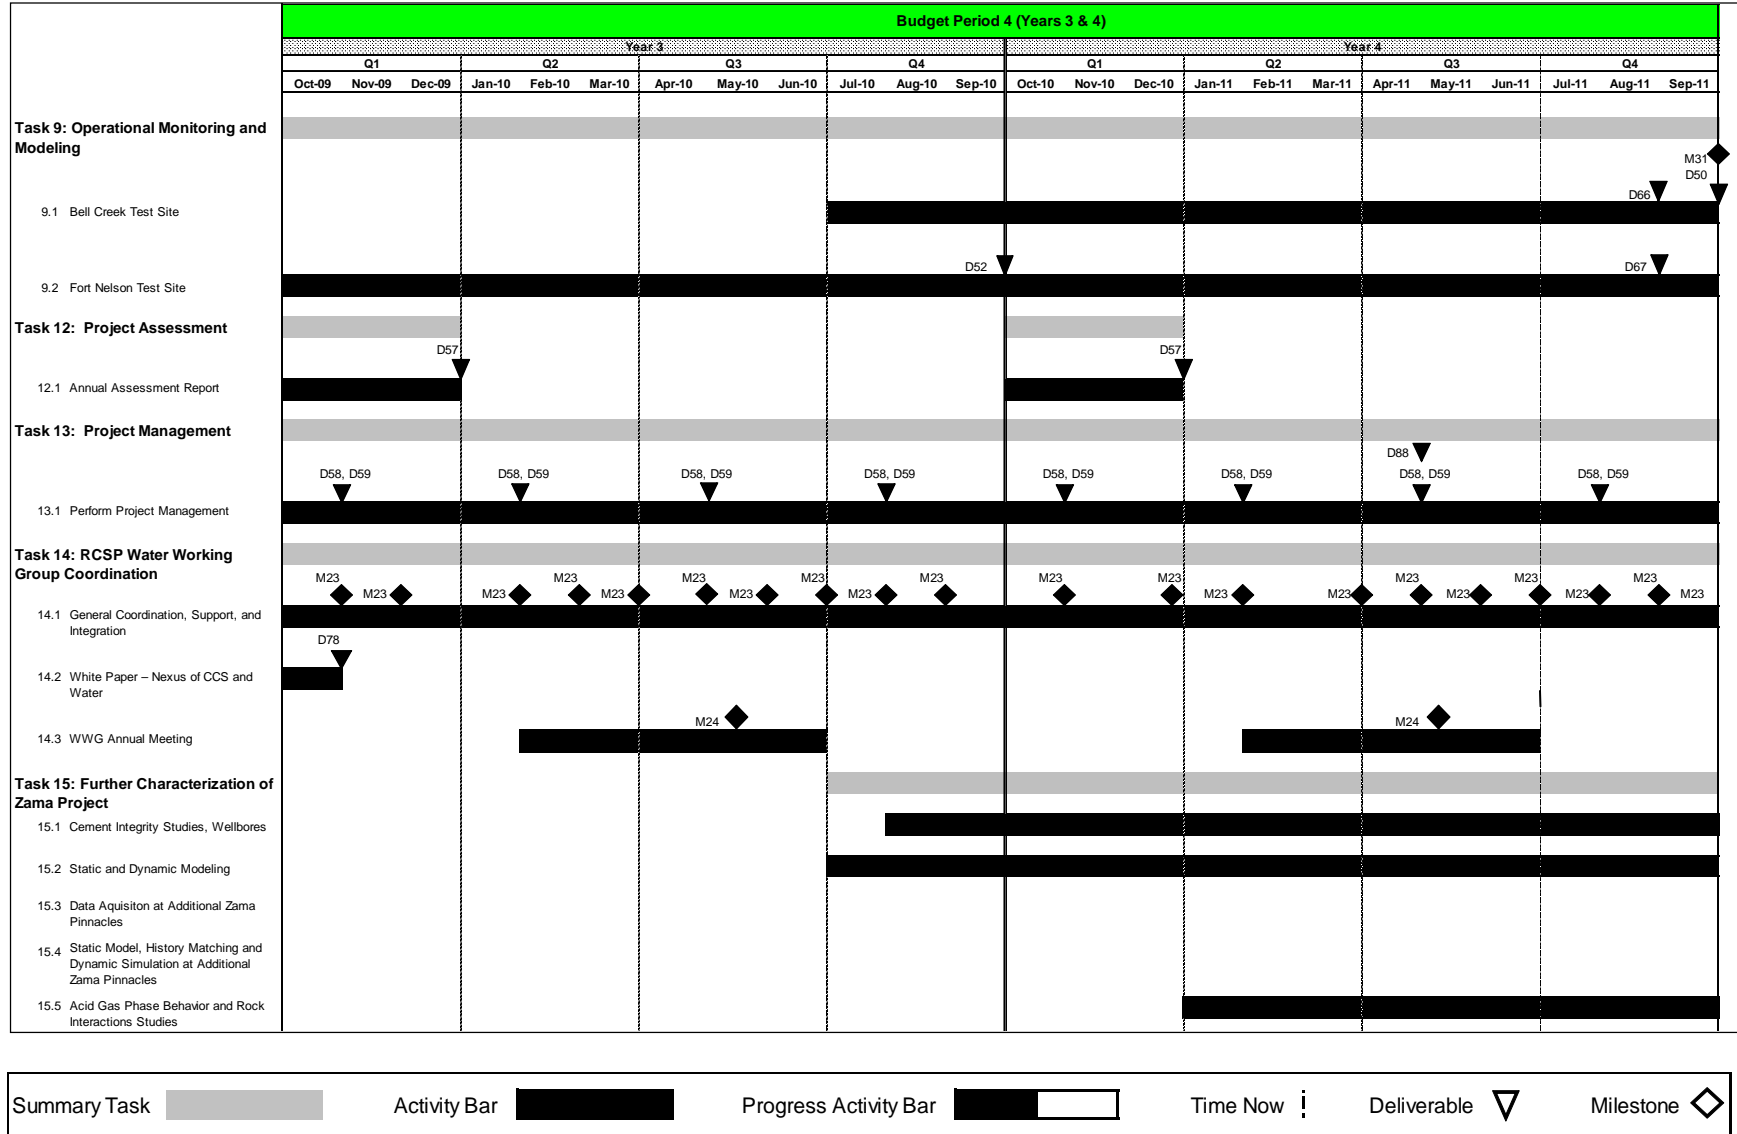 Budget Period 4 (Years 3 & 4)
Year 3 Year 4
Q1 Q2 Q3 Q4 Q1 Q2 Q3 Q4
Oct-09 Nov-09 Dec-09 Jan-10 Feb-10 Mar-10 Apr-10 May-10 Jun-10 Jul-10 Aug-10 Sep-10 Oct-10 Nov-10 Dec-10 Jan-11 Feb-11 Mar-11 Apr-11 May-11 Jun-11 Jul-11 Aug-11 Sep-11
Task 9: Operational Monitoring and
Modeling
M31
D50
D66
9.1 Bell Creek Test Site
D52 D67
9.2 Fort Nelson Test Site
Task 12: Project Assessment
D57 D57
12.1 Annual Assessment Report
Task 13: Project Management
D88
D58, D59 D58, D59 D58, D59 D58, D59 D58, D59 D58, D59 D58, D59 D58, D59
13.1 Perform Project Management
Task 14: RCSP Water Working
Group Coordination
M23 M23 M23 M23 M23 M23 M23 M23 M23 M23
M23 M23 M23 M23 M23 M23 M23 M23 M23 M23 M23
14.1 General Coordination, Support, and
Integration
D78
14.2 White Paper – Nexus of CCS and
Water
M24 M24
14.3 WWG Annual Meeting
Task 15: Further Characterization of
Zama Project
15.1 Cement Integrity Studies, Wellbores
15.2 Static and Dynamic Modeling
15.3 Data Aquisiton at Additional Zama
Pinnacles
15.4 Static Model, History Matching and
Dynamic Simulation at Additional
Zama Pinnacles
15.5 Acid Gas Phase Behavior and Rock
Interactions Studies
Summary Task Activity Bar Progress Activity Bar Time Now Deliverable Milestone